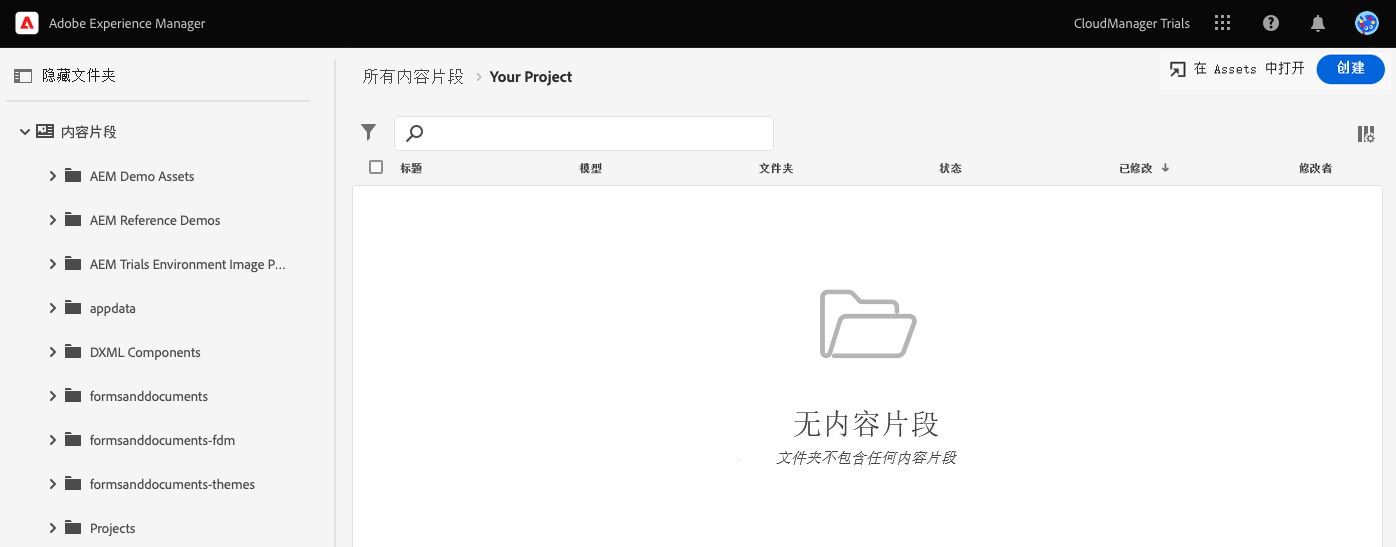 Adobe Experience Manager
CloudManager Trials
隐藏文件夹
所有内容片段 > Your Project
在 Assets 中打开
创建
内容片段
标题 模型 文件夹 状态 已修改 修改者
AEM Demo Assets
AEM Reference Demos
AEM Trials Environment Image P...
appdata
DXML Components
formsanddocuments
formsanddocuments-fdm
formsanddocuments-themes
Projects
无内容片段
文件夹不包含任何内容片段